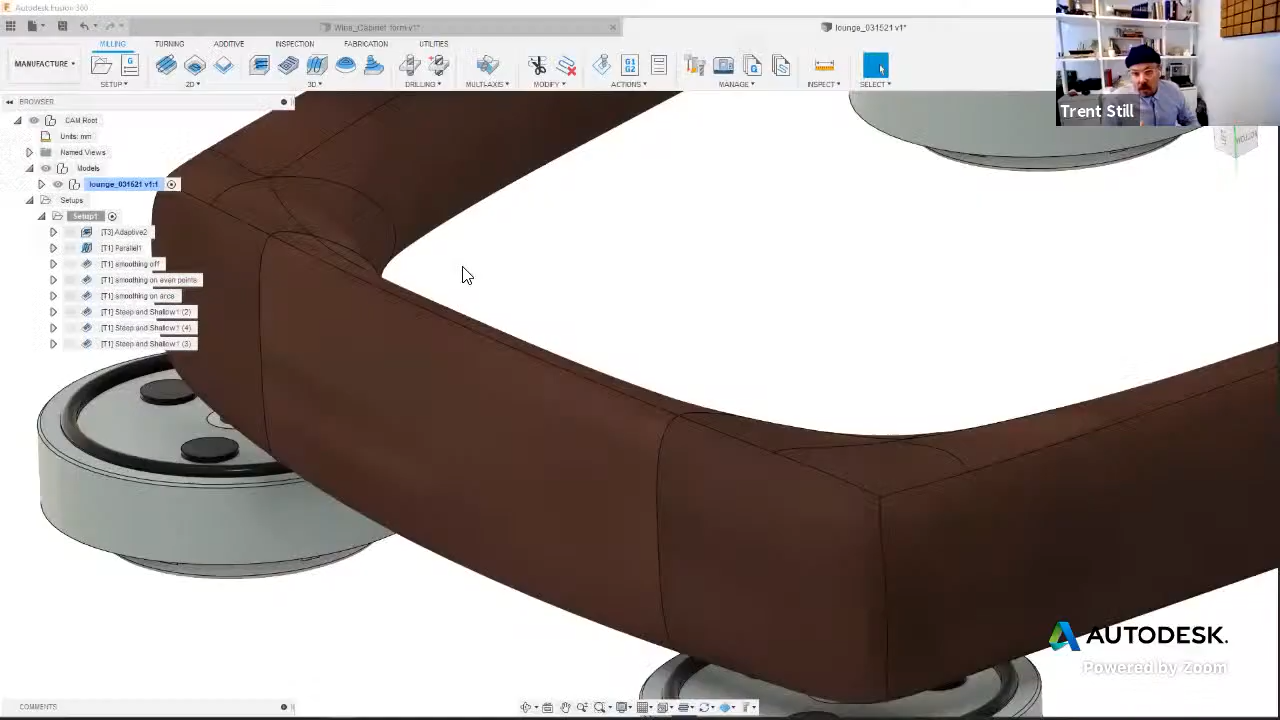 Autodesk Fusion 360
Wine_Cabinet form v1*
lounge_031521 v1*
MILLING
TURNING
ADDITIVE
INSPECTION
FABRICATION
UTILITIES
MANUFACTURE
SETUP
2D
3D
DRILLING
MULTI-AXIS
MODIFY
ACTIONS
MANAGE
INSPECT
SELECT
G1
G2
Trent Still
BROWSER
CAM Root
Units: mm
Named Views
Models
lounge_031521 v1:1
Setups
Setup1
[T3] Adaptive2
[T1] Parallel1
[T1] smoothing off
[T1] smoothing on even points
[T1] smoothing on arcs
[T1] Steep and Shallow1 (2)
[T1] Steep and Shallow1 (4)
[T1] Steep and Shallow1 (3)
AUTODESK.
Powered by Zoom
COMMENTS